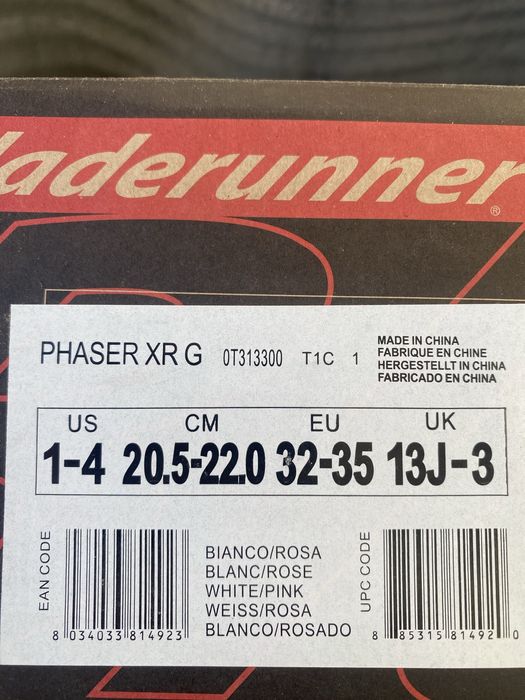 laderunner®
PHASER XR G 0T313300 T1C 1
MADE IN CHINA
FABRIQUE EN CHINE
HERGESTELLT IN CHINA
FABRICADO EN CHINA
US CM EU UK
1-4 20.5-22.0 32-35 13J-3
EAN CODE
8 034033 814923
BIANCO/ROSA
BLANC/ROSE
WHITE/PINK
WEISS/ROSA
BLANCO/ROSADO
UPC CODE
8 85315 81492 0